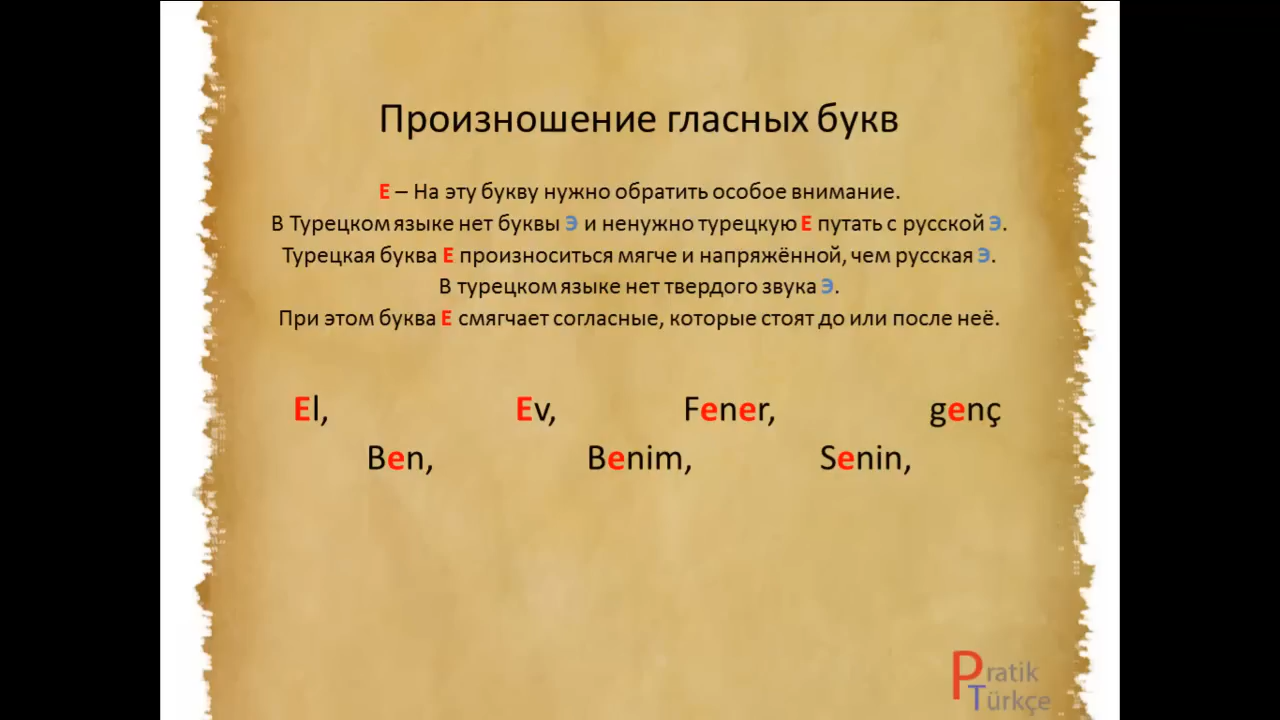 Произношение гласных букв
Е – На эту букву нужно обратить особое внимание.
В Турецком языке нет буквы Э и ненужно турецкую Е путать с русской Э.
Турецкая буква Е произноситься мягче и напряжённой, чем русская Э.
В турецком языке нет твердого звука Э.
При этом буква Е смягчает согласные, которые стоят до или после неё.
El, Ev, Fener, genç
Ben, Benim, Senin,
Pratik
Türkçe